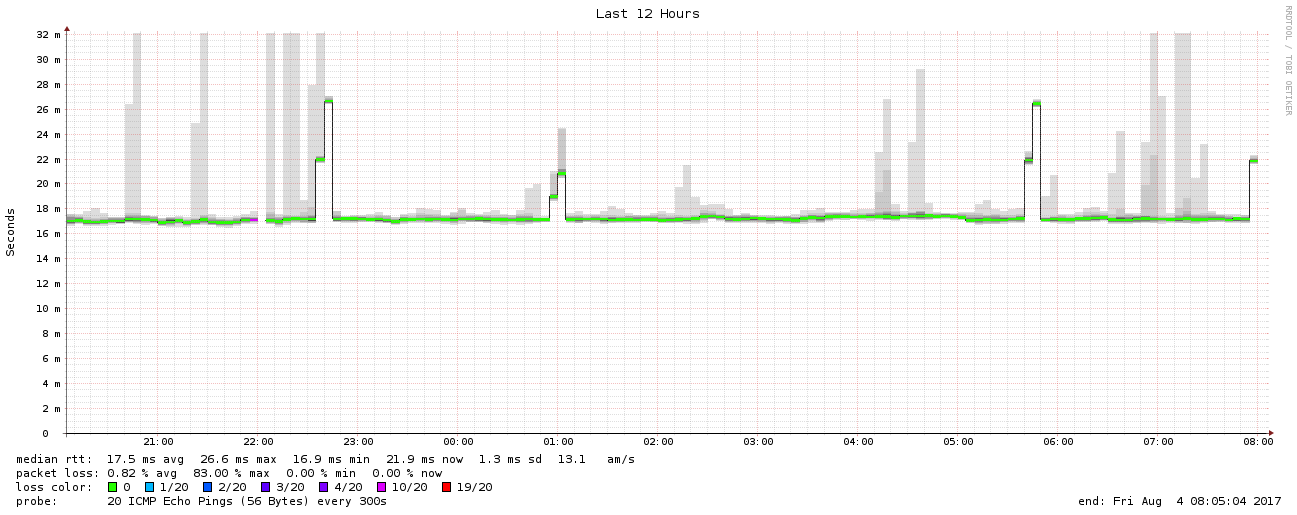 Last 12 Hours
RRDTOOL / TOBI OETIKER
Seconds
32 m
30 m
28 m
26 m
24 m
22 m
20 m
18 m
16 m
14 m
12 m
10 m
8 m
6 m
4 m
2 m
0
21:00 22:00 23:00 00:00 01:00 02:00 03:00 04:00 05:00 06:00 07:00 08:00
median rtt: 17.5 ms avg 26.6 ms max 16.9 ms min 21.9 ms now 1.3 ms sd 13.1 am/s
packet loss: 0.82 % avg 83.00 % max 0.00 % min 0.00 % now
loss color: 0 1/20 2/20 3/20 4/20 10/20 19/20
probe: 20 ICMP Echo Pings (56 Bytes) every 300s end: Fri Aug 4 08:05:04 2017